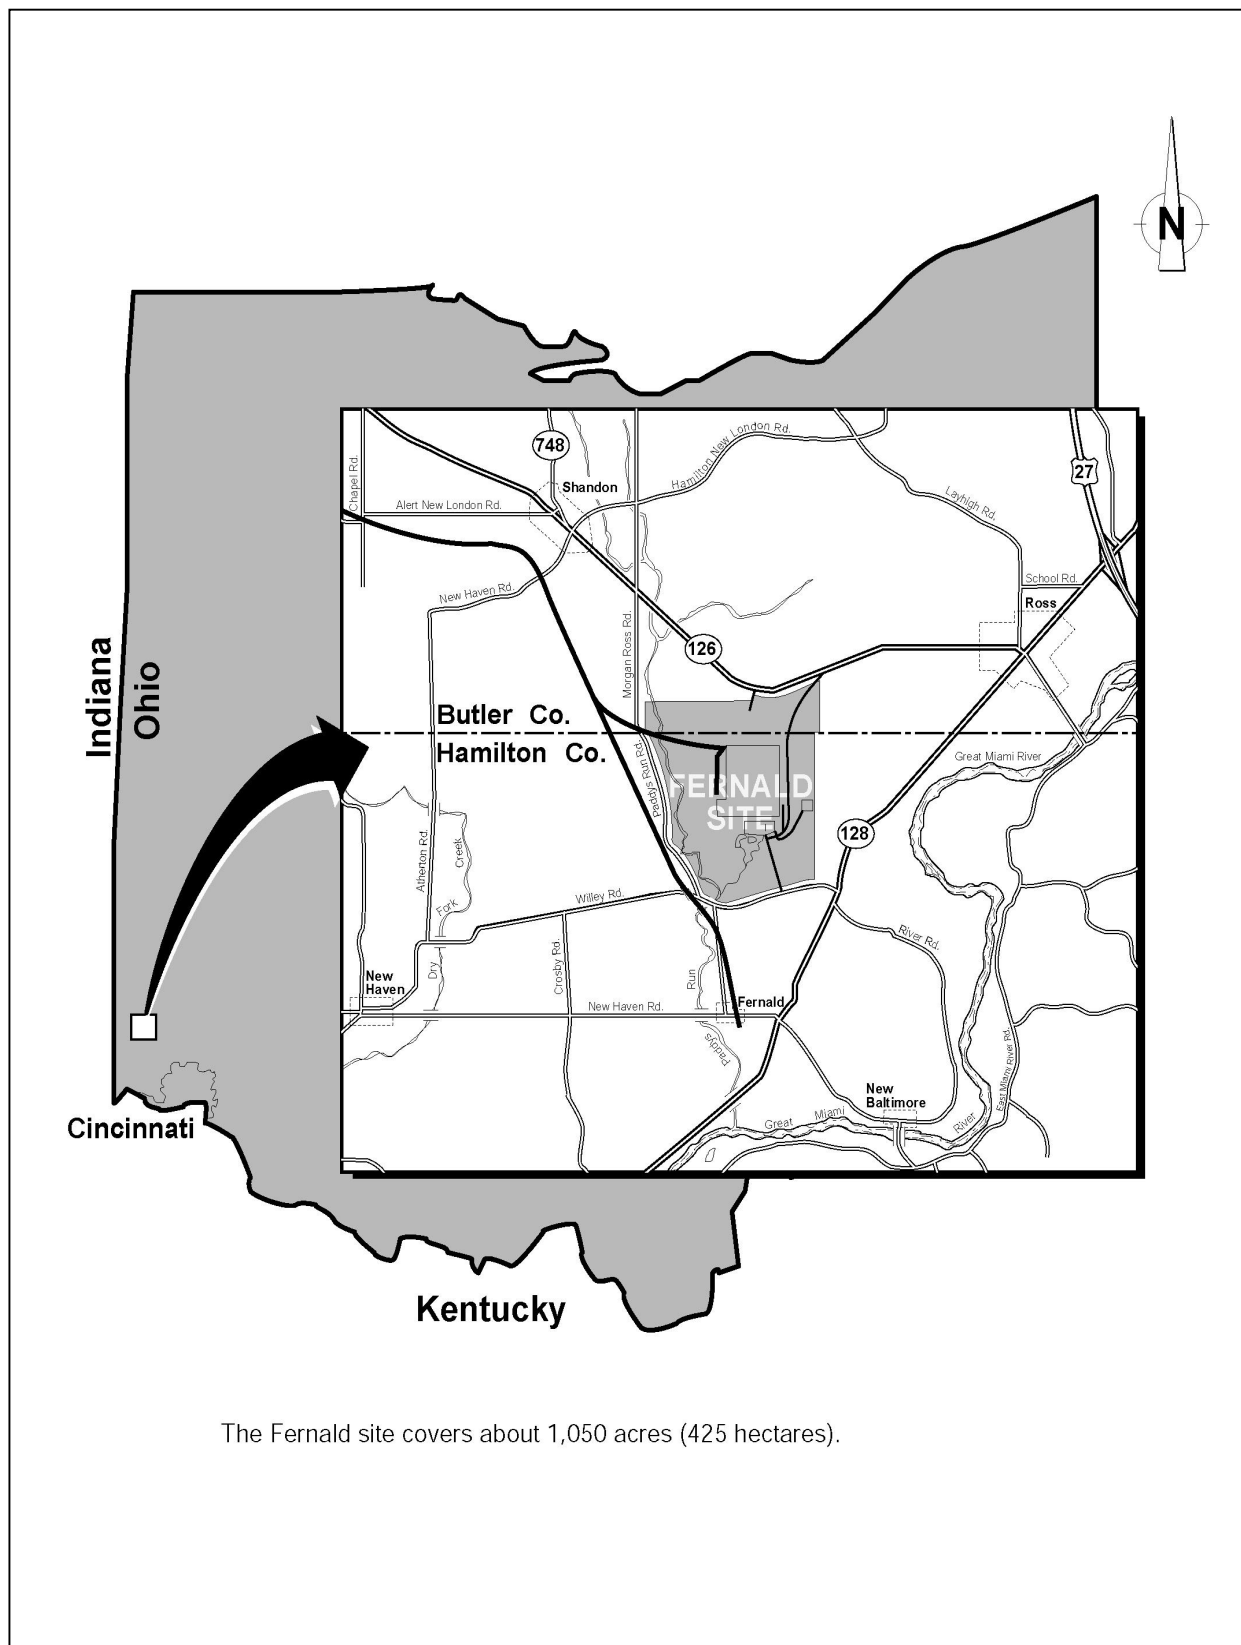 N
748
27
Hamilton New London Rd.
Chapel Rd.
Shandon
Alert New London Rd.
Layhigh Rd.
School Rd.
New Haven Rd.
Ross
Morgan Ross Rd.
126
Indiana
Ohio
Butler Co.
Hamilton Co.
Paddys Run Rd.
Great Miami River
FERNALD
SITE
128
Atherton Rd.
Creek
Fork
Dry
Willey Rd.
River Rd.
Crosby Rd.
Run
Paddys
New
Haven
New Haven Rd.
Fernald
East Miami River Rd.
New
Baltimore
Great Miami River
Cincinnati
Kentucky
The Fernald site covers about 1,050 acres (425 hectares).